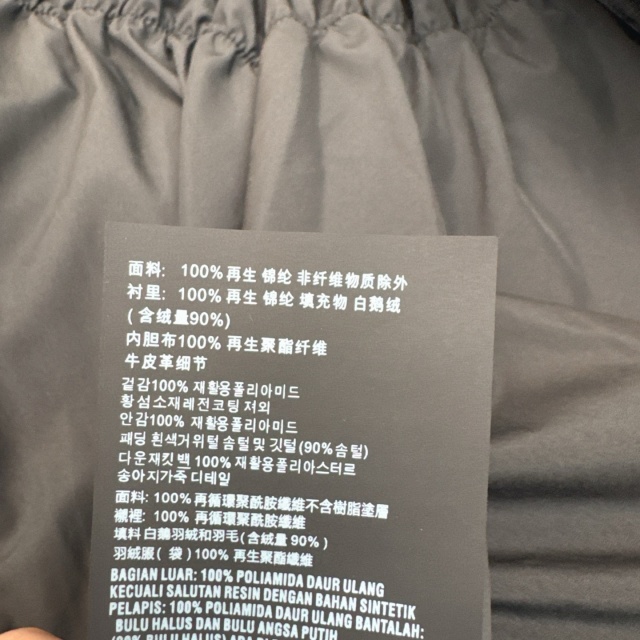 面料: 100% 再生 锦纶 非纤维物质除外
衬里: 100% 再生 锦纶 填充物 白鹅绒
(含绒量90%)
内胆布100% 再生聚酯纤维
牛皮革细节
겉감100% 재활용폴리아미드
황섬소재레전코팅 져외
안감100% 재활용폴리아미드
패딩 흰색거위털 솜털및 깃털(90%솜털)
다운재킷백 100% 재활용폴리아스터르
송아지가죽 디테일
面料: 100% 再循環聚酰胺纖維不含樹脂塗層
襯裡: 100% 再循環聚酰胺纖維
填料 白鵝羽絨和羽毛(含絨量90%)
羽絨服(袋)100% 再生聚酯纖維
BAGIAN LUAR: 100% POLIAMIDA DAUR ULANG
KECUALI SALUTAN RESIN DENGAN BAHAN SINTETIK
PELAPIS: 100% POLIAMIDA DAUR ULANG BANTALAH:
BULU HALUS DAN BULU ANGSA PUTIH